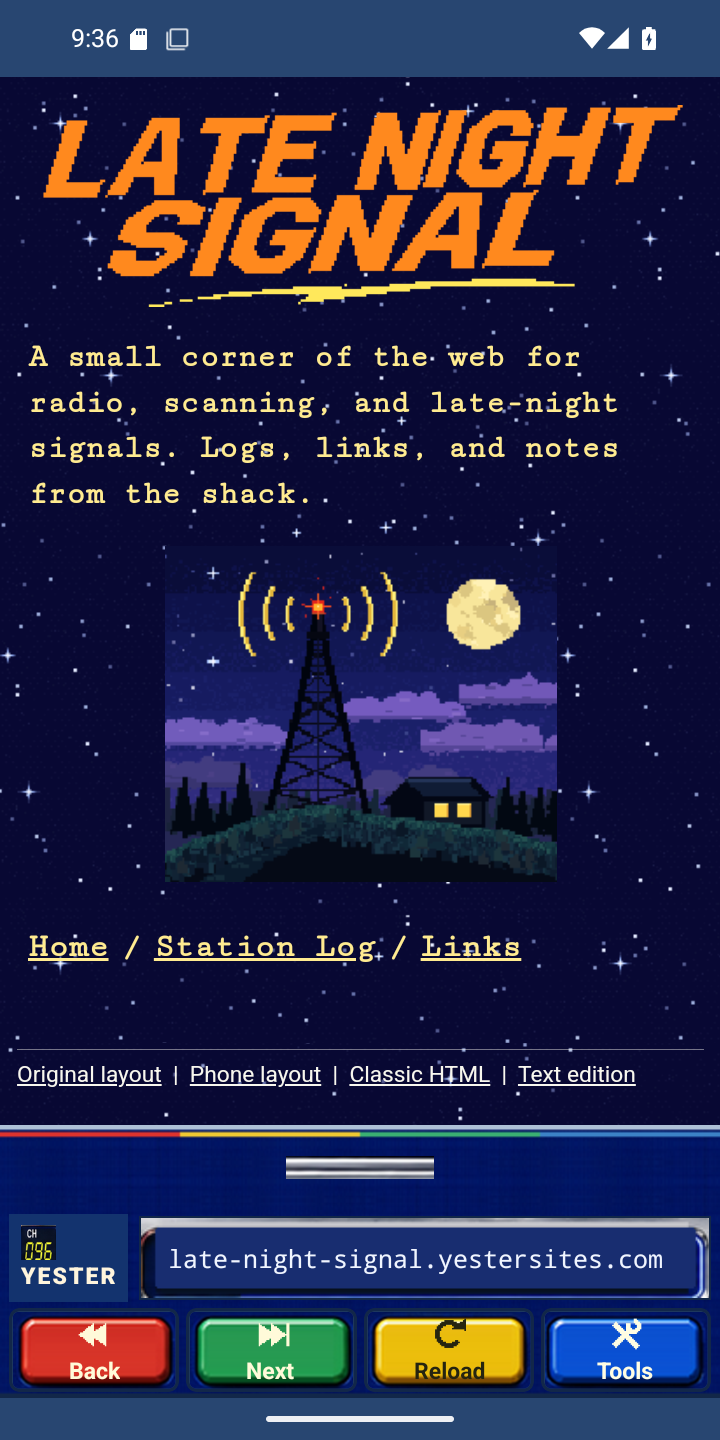 9:36
LATE NIGHT
SIGNAL
A small corner of the web for
radio, scanning, and late-night
signals. Logs, links, and notes
from the shack.
Home / Station Log / Links
Original layout | Phone layout | Classic HTML | Text edition
CH
096
YESTER
late-night-signal.yestersites.com
Back
Next
Reload
Tools